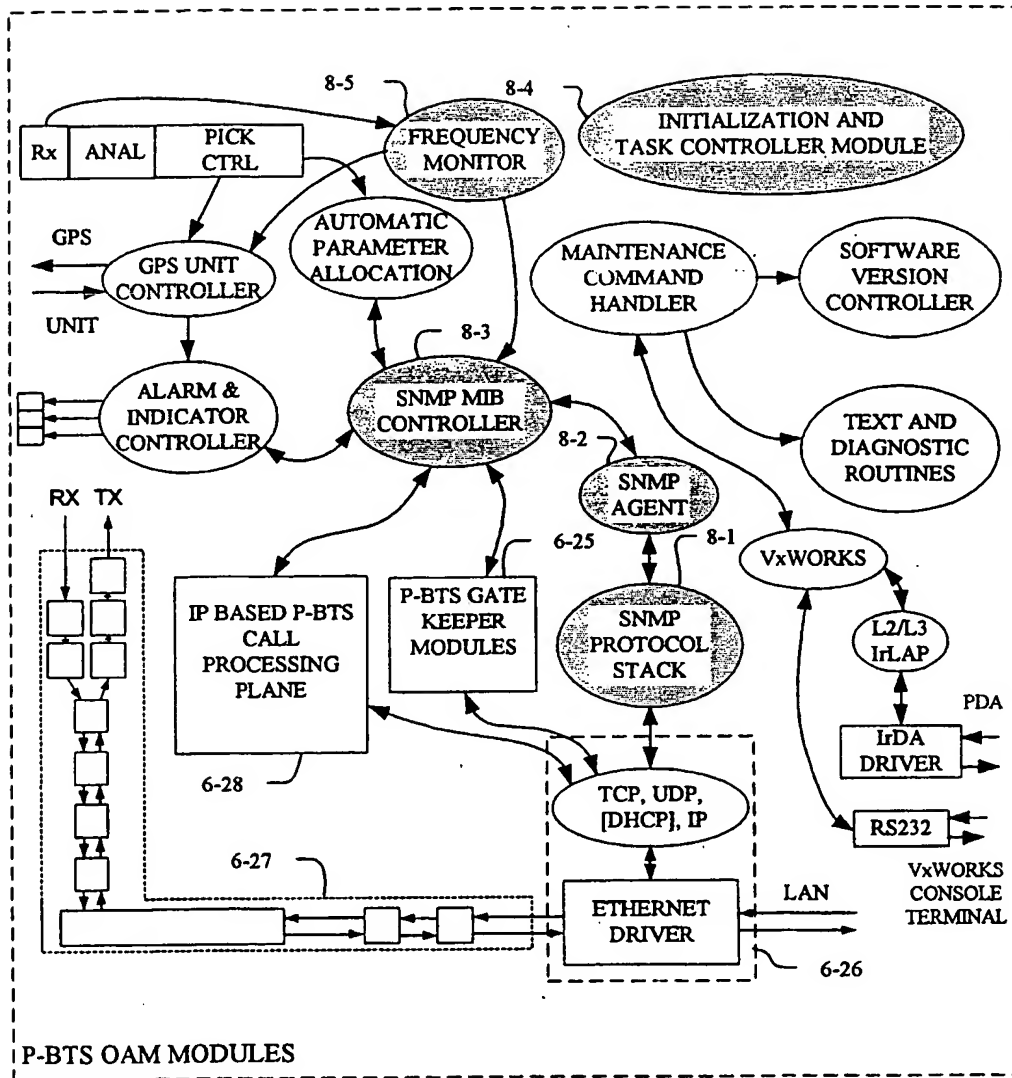 8-5
8-4
Rx
ANAL
PICK
CTRL
FREQUENCY
MONITOR
INITIALIZATION AND
TASK CONTROLLER MODULE
AUTOMATIC
PARAMETER
ALLOCATION
GPS
GPS UNIT
CONTROLLER
UNIT
MAINTENANCE
COMMAND
HANDLER
SOFTWARE
VERSION
CONTROLLER
8-3
ALARM &
INDICATOR
CONTROLLER
SNMP MIB
CONTROLLER
8-2
SNMP
AGENT
TEXT AND
DIAGNOSTIC
ROUTINES
RX TX
6-25
8-1
VxWORKS
IP BASED P-BTS
CALL
PROCESSING
PLANE
P-BTS GATE
KEEPER
MODULES
SNMP
PROTOCOL
STACK
L2/L3
IrLAP
PDA
IrDA
DRIVER
6-28
TCP, UDP,
[DHCP}, IP
RS232
6-27
VxWORKS
CONSOLE
TERMINAL
ETHERNET
DRIVER
LAN
6-26
P-BTS OAM MODULES